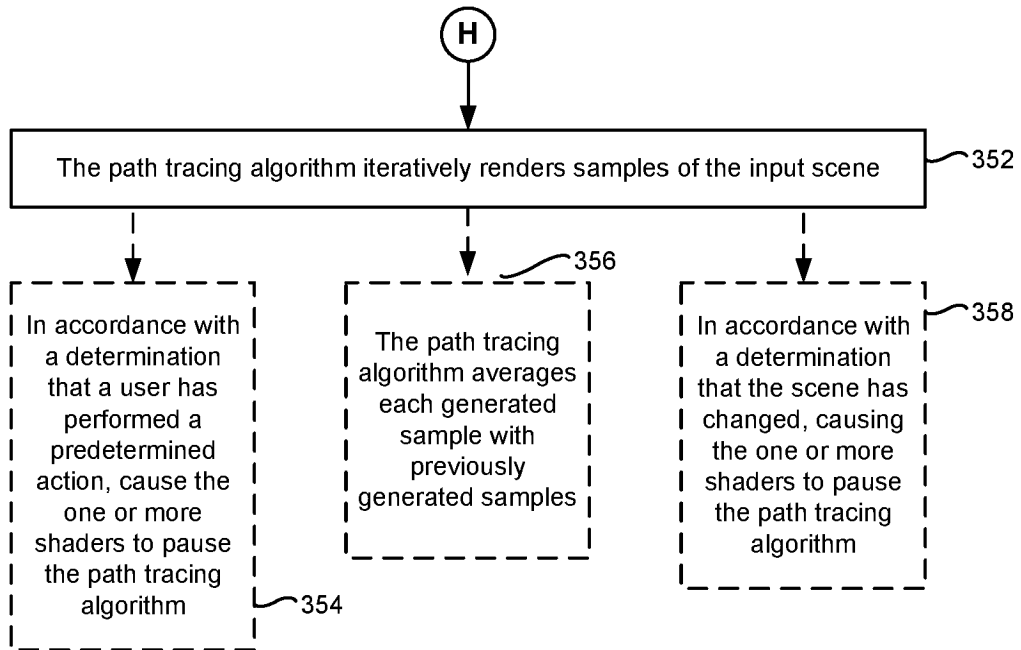 H
The path tracing algorithm iteratively renders samples of the input scene
352
In accordance with
a determination
that a user has
performed a
predetermined
action, cause the
one or more
shaders to pause
the path tracing
algorithm
354
356
The path tracing
algorithm averages
each generated
sample with
previously
generated samples
In accordance with
a determination
that the scene has
changed, causing
the one or more
shaders to pause
the path tracing
algorithm
358